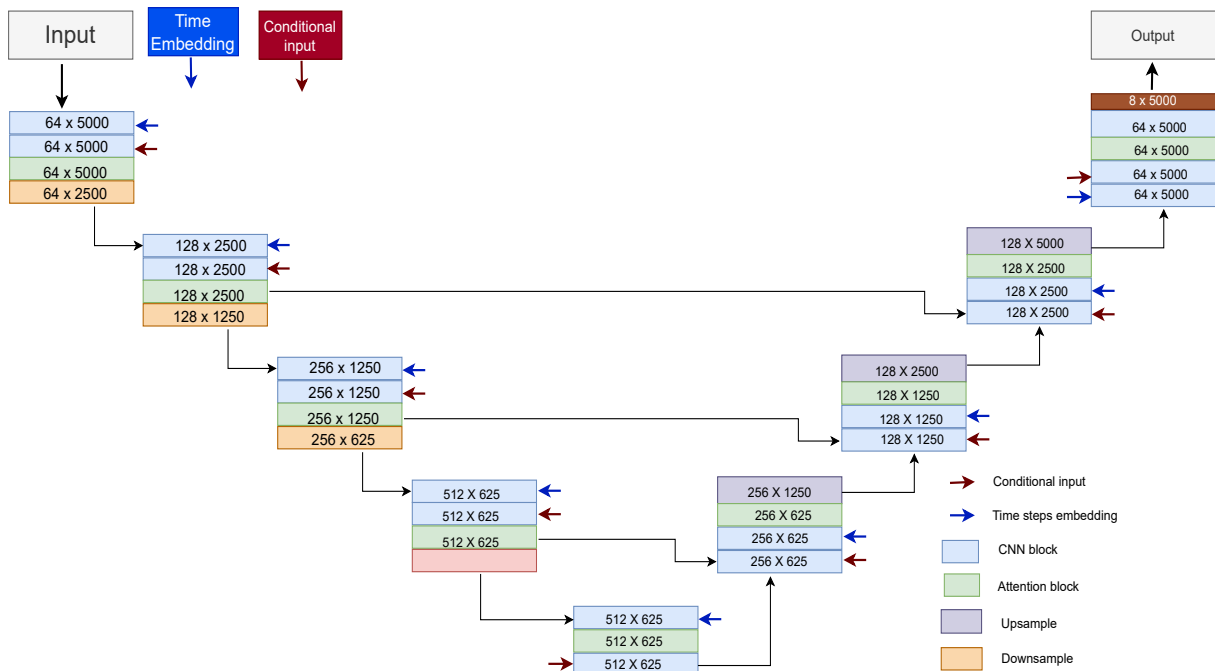 Input
Time
Embedding
Conditional
input
Output
64 x 5000
64 x 5000
64 x 5000
64 x 2500
8 x 5000
64 x 5000
64 x 5000
64 x 5000
64 x 5000
128 x 2500
128 x 2500
128 x 2500
128 x 1250
128 X 5000
128 X 2500
128 X 2500
128 X 2500
256 x 1250
256 x 1250
256 x 1250
256 x 625
128 X 2500
128 X 1250
128 X 1250
128 X 1250
512 X 625
512 X 625
512 X 625
256 X 1250
256 X 625
256 X 625
256 X 625
512 X 625
512 X 625
512 X 625
Conditional input
Time steps embedding
CNN block
Attention block
Upsample
Downsample